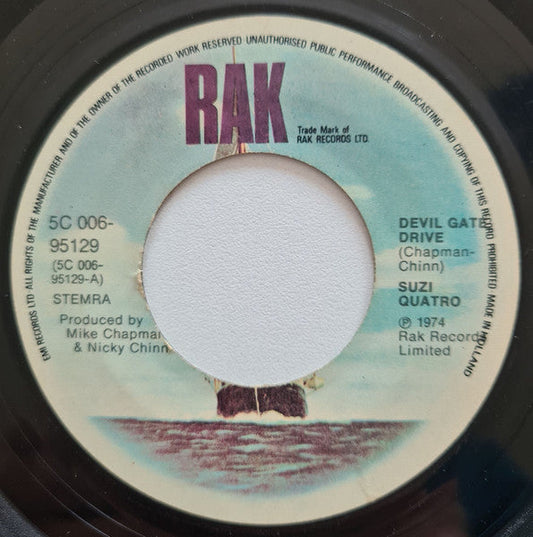 EMI RECORDS LTD·ALL RIGHTS OF THE MANUFACTURER AND OF THE OWNER OF THE RECORDED WORK RESERVED UNAUTHORISED PUBLIC PERFORMANCE BROADCASTING AND COPYING OF THIS RECORD PROHIBITED MADE IN HOLLAND
RAK
Trade Mark of
RAK RECORDS LTD.
5C 006-
95129
(5C 006-
95129-A)
STEMRA
Produced by
Mike Chapman
& Nicky Chinn
DEVIL GATE
DRIVE
(Chapman-
Chinn)
SUZI
QUATRO
℗ 1974
Rak Records
Limited